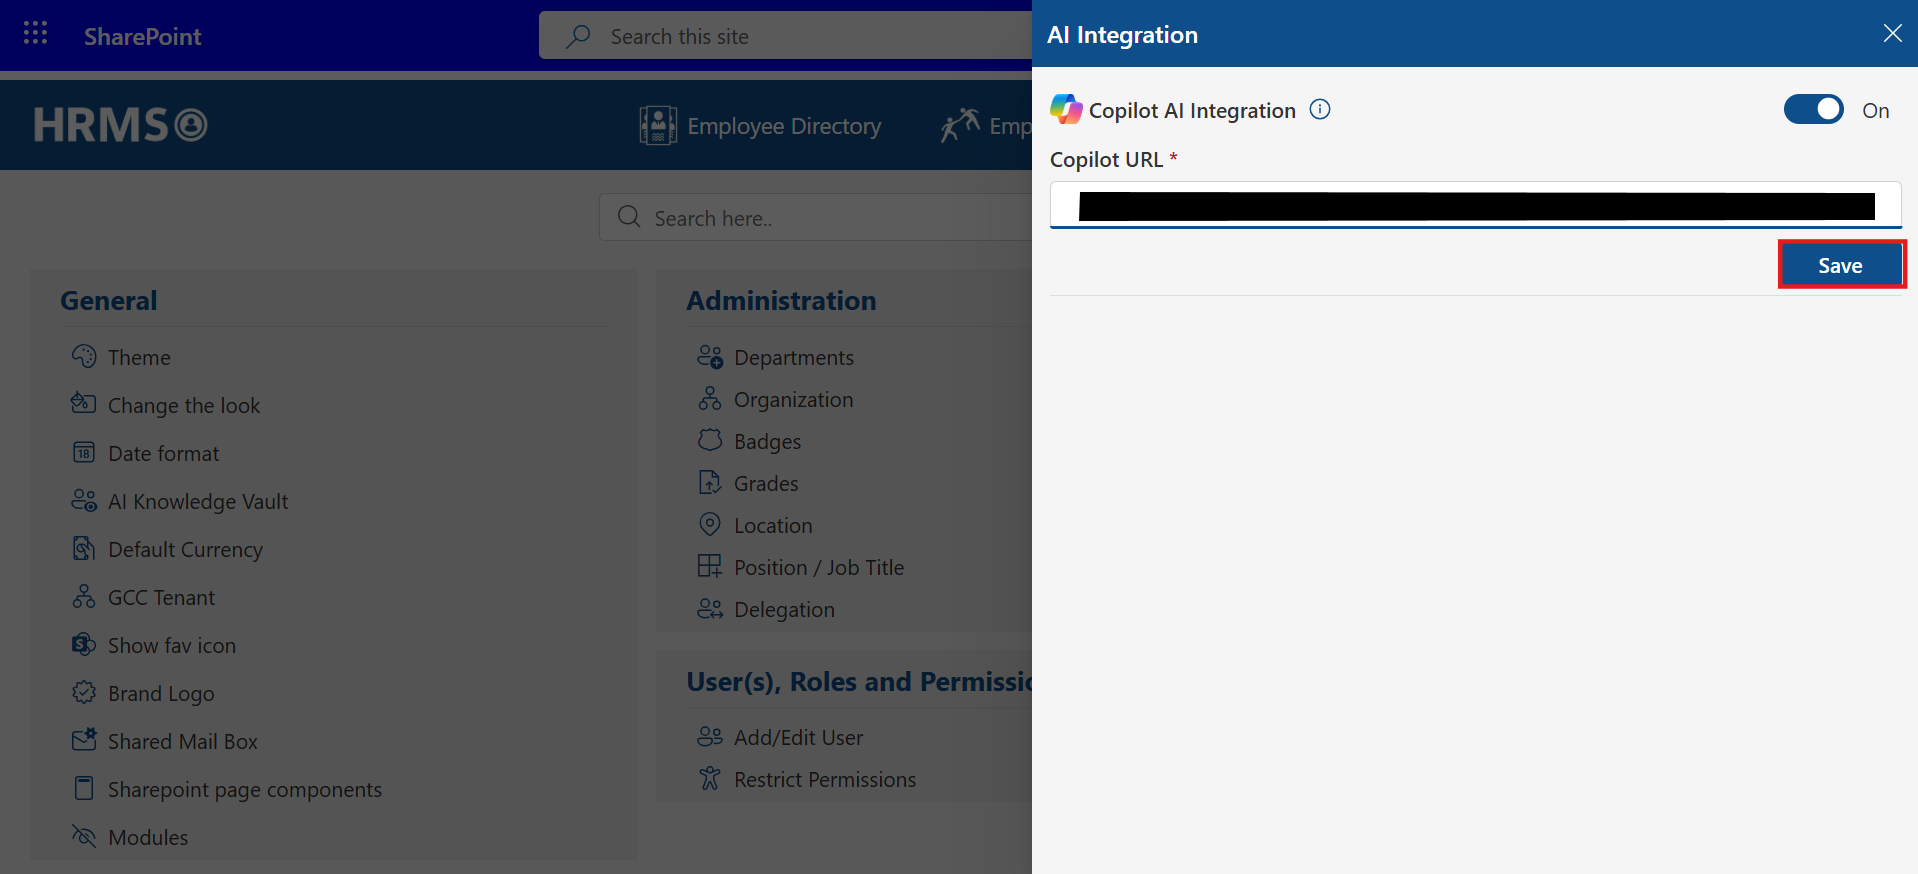 SharePoint
Search this site
HRMS
Employee Directory
Emp
Search here..
General
Theme
Change the look
18
Date format
AI Knowledge Vault
Default Currency
GCC Tenant
S
Show fav icon
Brand Logo
Shared Mail Box
Sharepoint page components
Modules
Administration
Departments
Organization
Badges
Grades
Location
Position / Job Title
Delegation
User(s), Roles and Permissio
Add/Edit User
Restrict Permissions
AI Integration
Copilot AI Integration
On
Copilot URL *
Save